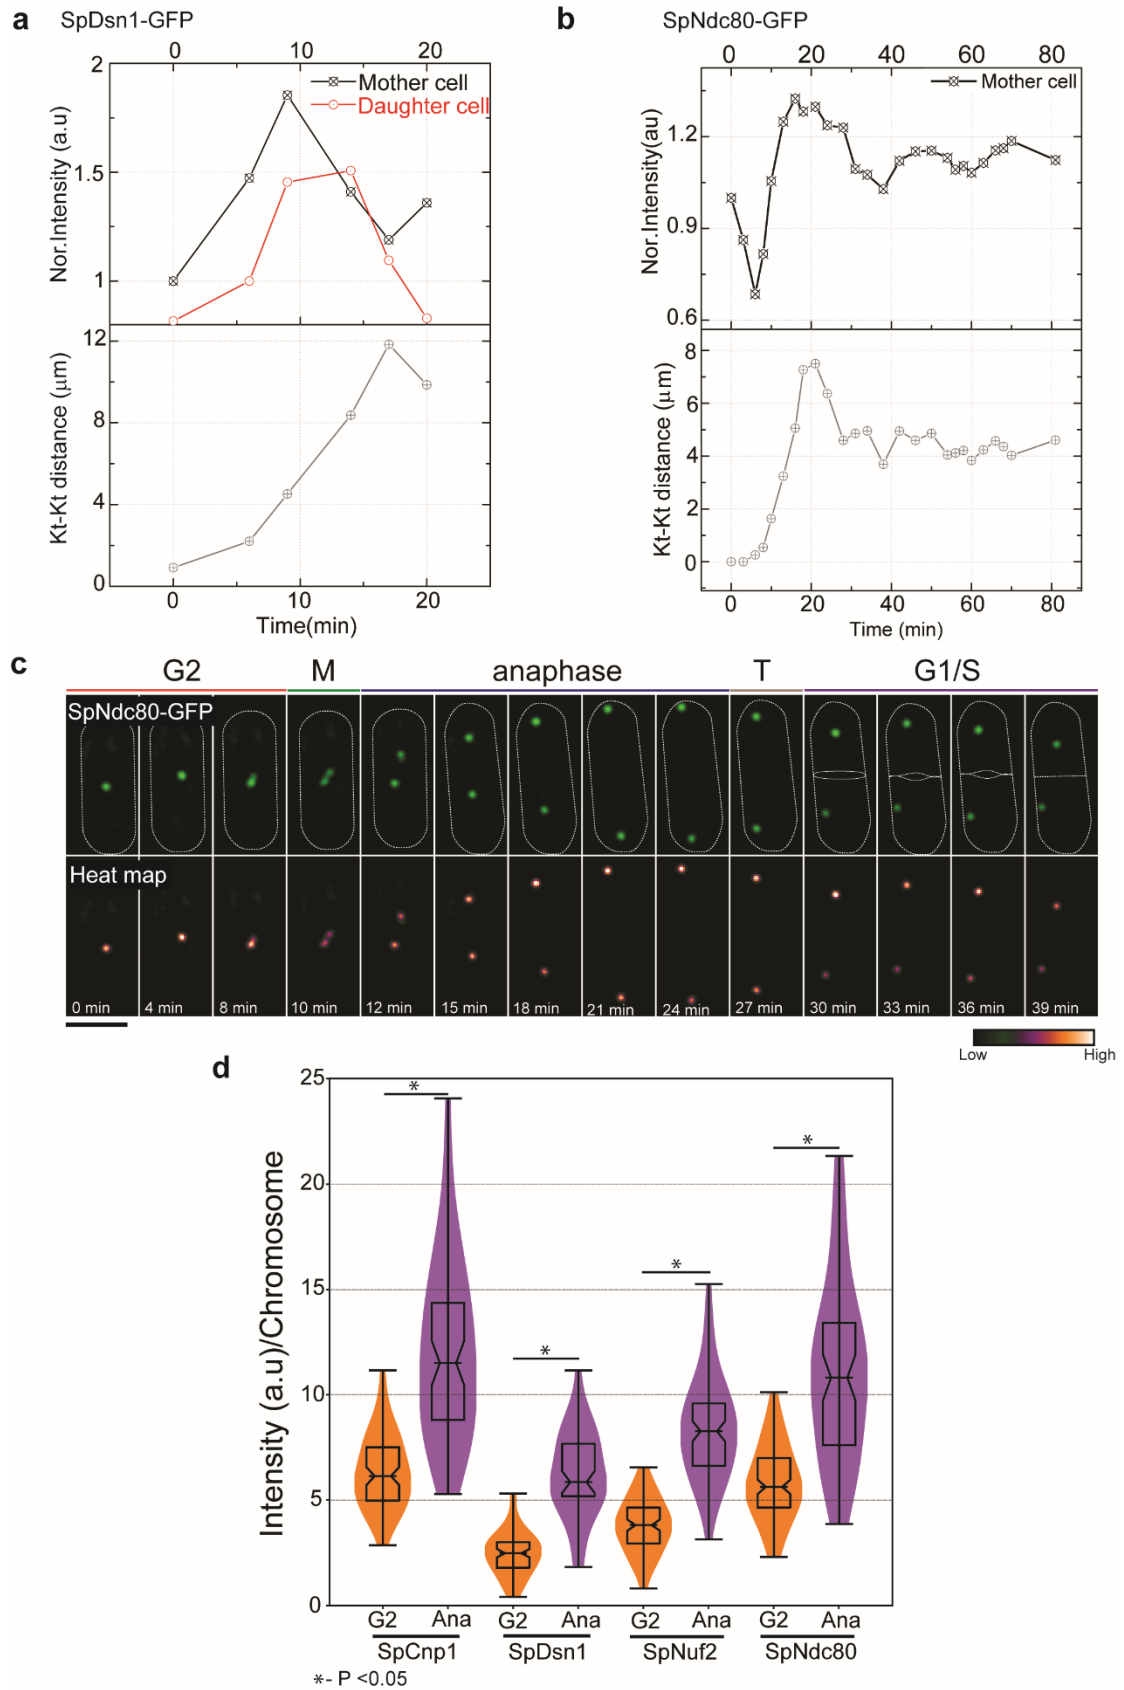 a SpDsn1-GFP
0 10 20
2
1.5
1
Nor.Intensity (a.u)
Mother cell
Daughter cell
12
8
4
0
Kt-Kt distance (μm)
0 10 20
Time(min)
b SpNdc80-GFP
0 20 40 60 80
1.2
0.9
0.6
Nor.Intensity(au)
Mother cell
8
6
4
2
0
Kt-Kt distance (μm)
0 20 40 60 80
Time (min)
c G2 M anaphase T G1/S
SpNdc80-GFP
Heat map
0 min 4 min 8 min 10 min 12 min 15 min 18 min 21 min 24 min 27 min 30 min 33 min 36 min 39 min
Low High
d
25
20
15
10
5
0
Intensity (a.u)/Chromosome
* * * *
G2 Ana G2 Ana G2 Ana G2 Ana
SpCnp1 SpDsn1 SpNuf2 SpNdc80
*- P <0.05